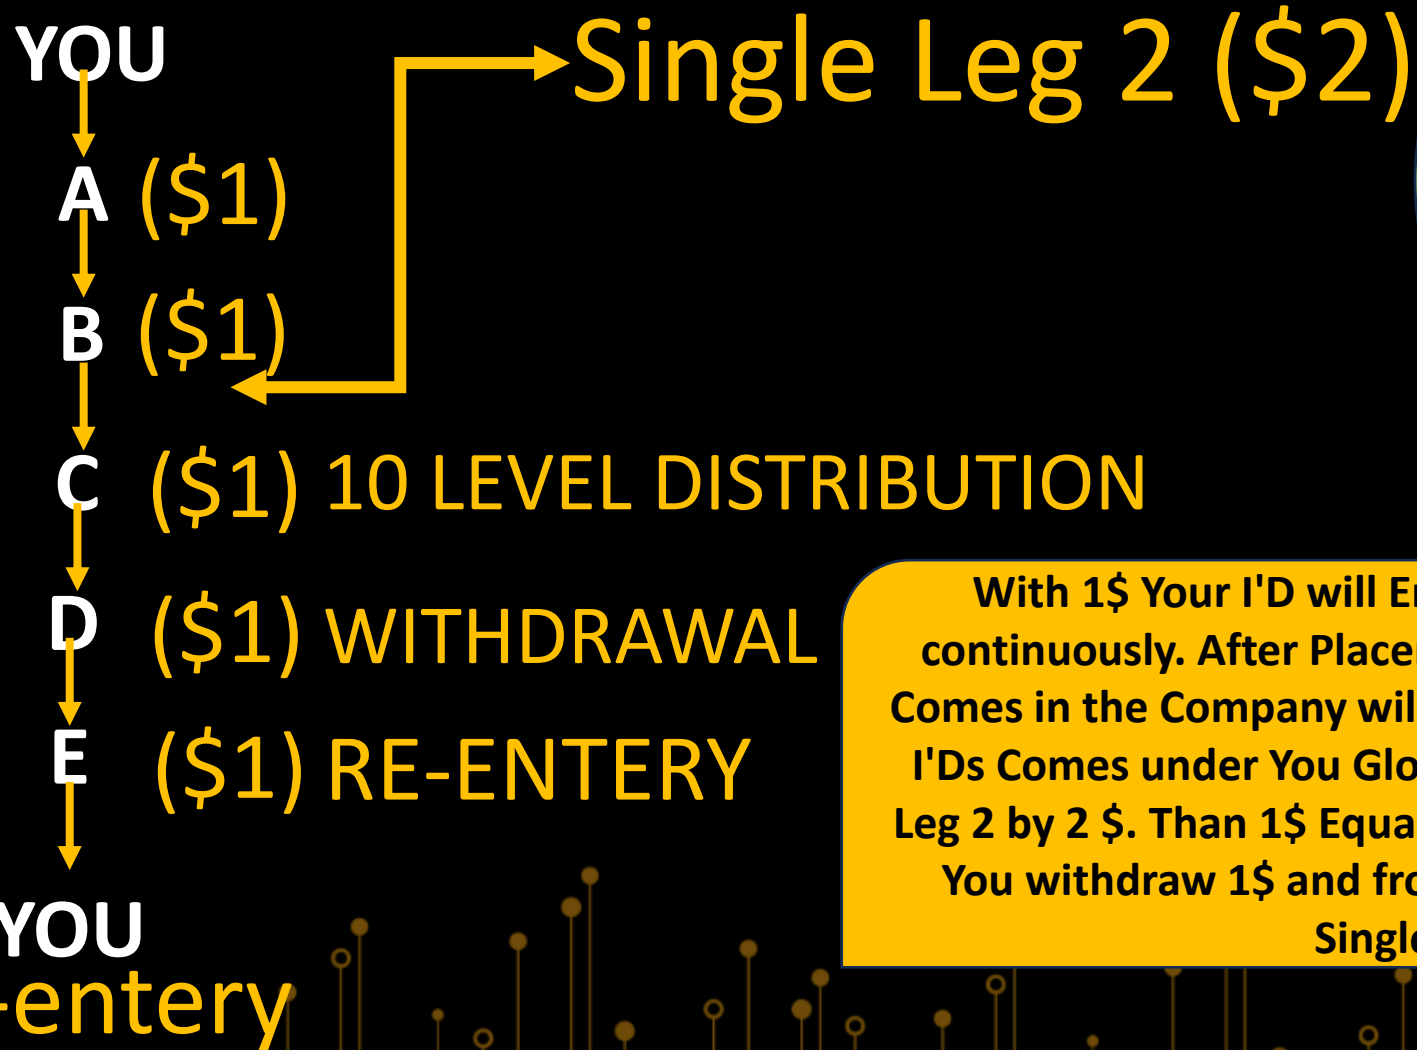 YOU
Single Leg 2 ($2)
A ($1)
B ($1)
C ($1) 10 LEVEL DISTRIBUTION
D ($1) WITHDRAWAL
E ($1) RE-ENTERY
YOU
-entery
With 1$ Your I'D will
continuously. After
Comes in the Company
I'Ds Comes under You
Leg 2 by 2 $. Than 1$
You withdraw 1$ and